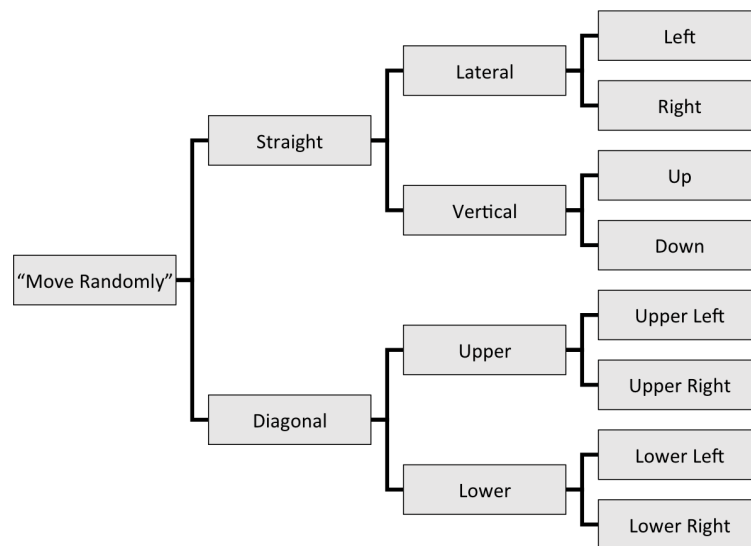 Left
Lateral
Right
Straight
Up
Vertical
Down
“Move Randomly”
Upper Left
Upper
Upper Right
Diagonal
Lower Left
Lower
Lower Right